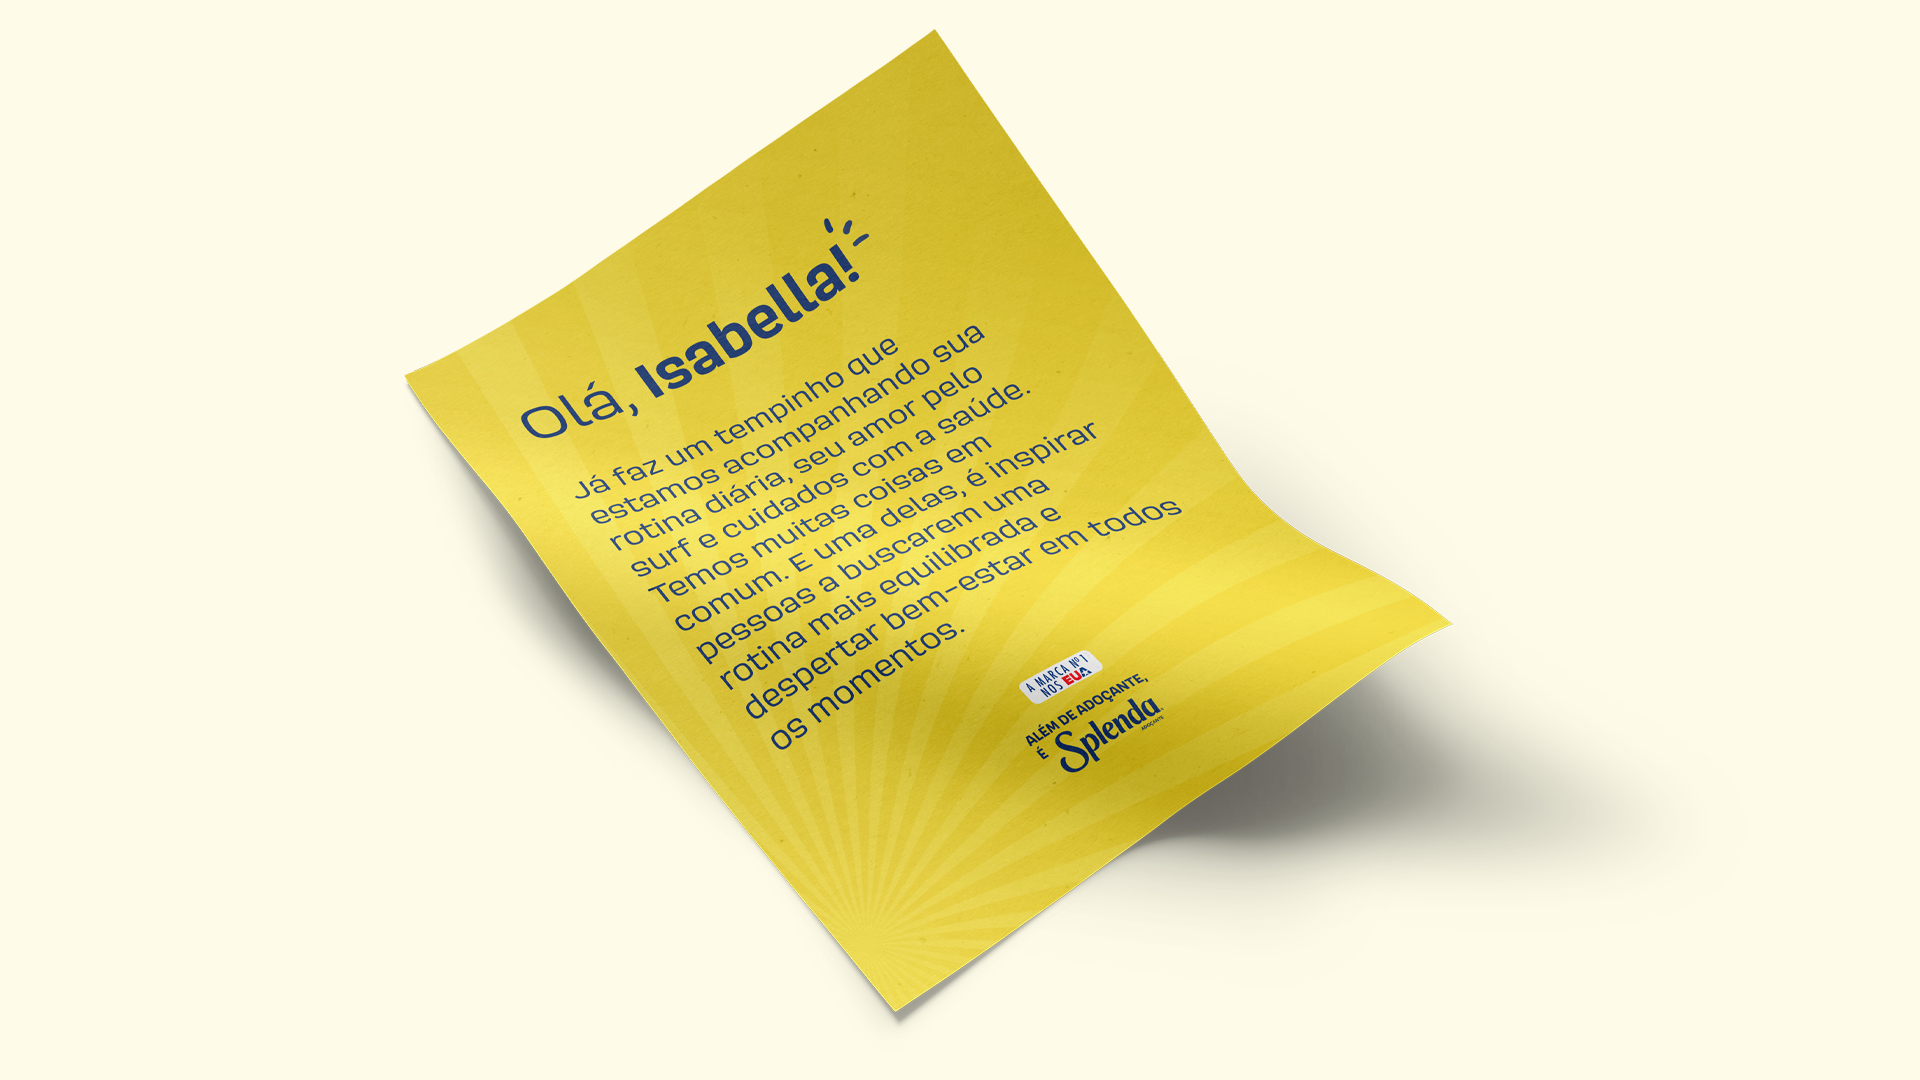 Olá, Isabella!
Já faz um tempinho que
estamos acompanhando sua
rotina diária, seu amor pelo
surf e cuidados com a saúde.
Temos muitas coisas em
comum. E uma delas, é inspirar
pessoas a buscarem uma
rotina mais equilibrada e
despertar bem-estar em todos
os momentos.
A MARCA Nº1
NOS EUA
ALÉM DE ADOÇANTE,
É Splenda
ADOÇANTE